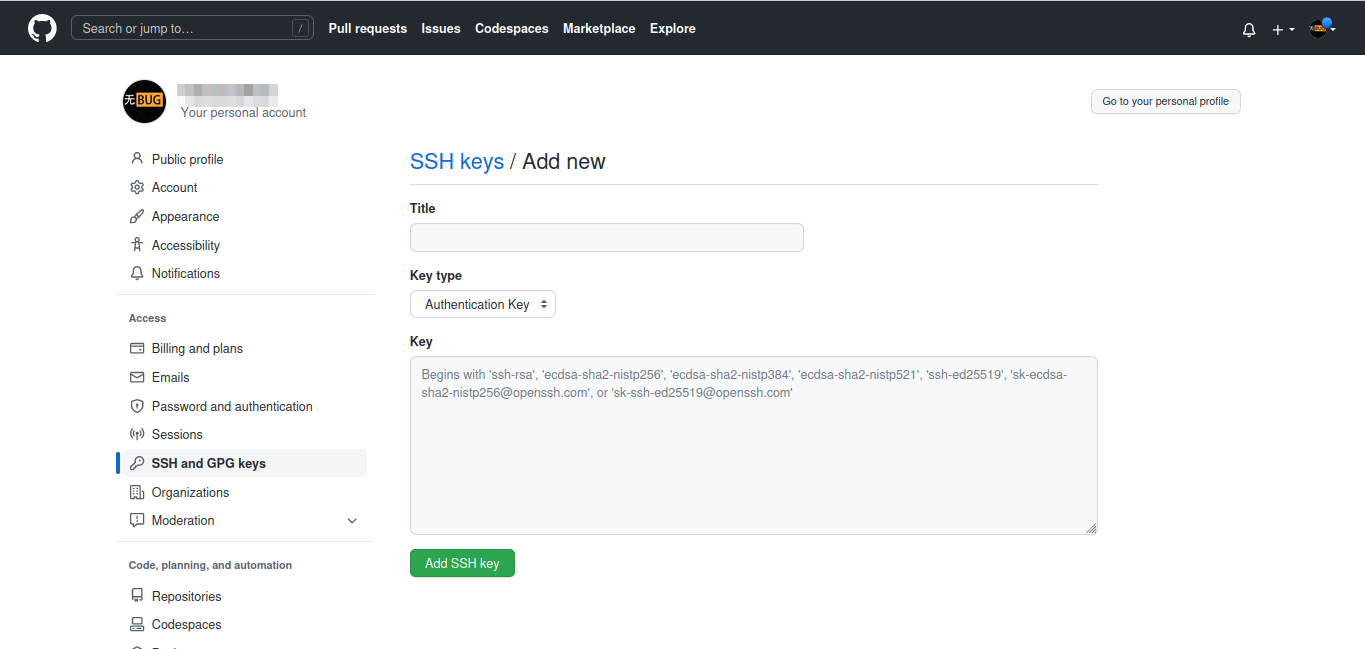 Search or jump to…
/
Pull requests
Issues
Codespaces
Marketplace
Explore
无BUG
Your personal account
Go to your personal profile
Public profile
Account
Appearance
Accessibility
Notifications
Access
Billing and plans
Emails
Password and authentication
Sessions
SSH and GPG keys
Organizations
Moderation
Code, planning, and automation
Repositories
Codespaces
SSH keys / Add new
Title
Key type
Authentication Key
Key
Begins with 'ssh-rsa', 'ecdsa-sha2-nistp256', 'ecdsa-sha2-nistp384', 'ecdsa-sha2-nistp521', 'ssh-ed25519', 'sk-ecdsa-
sha2-nistp256@openssh.com', or 'sk-ssh-ed25519@openssh.com'
Add SSH key